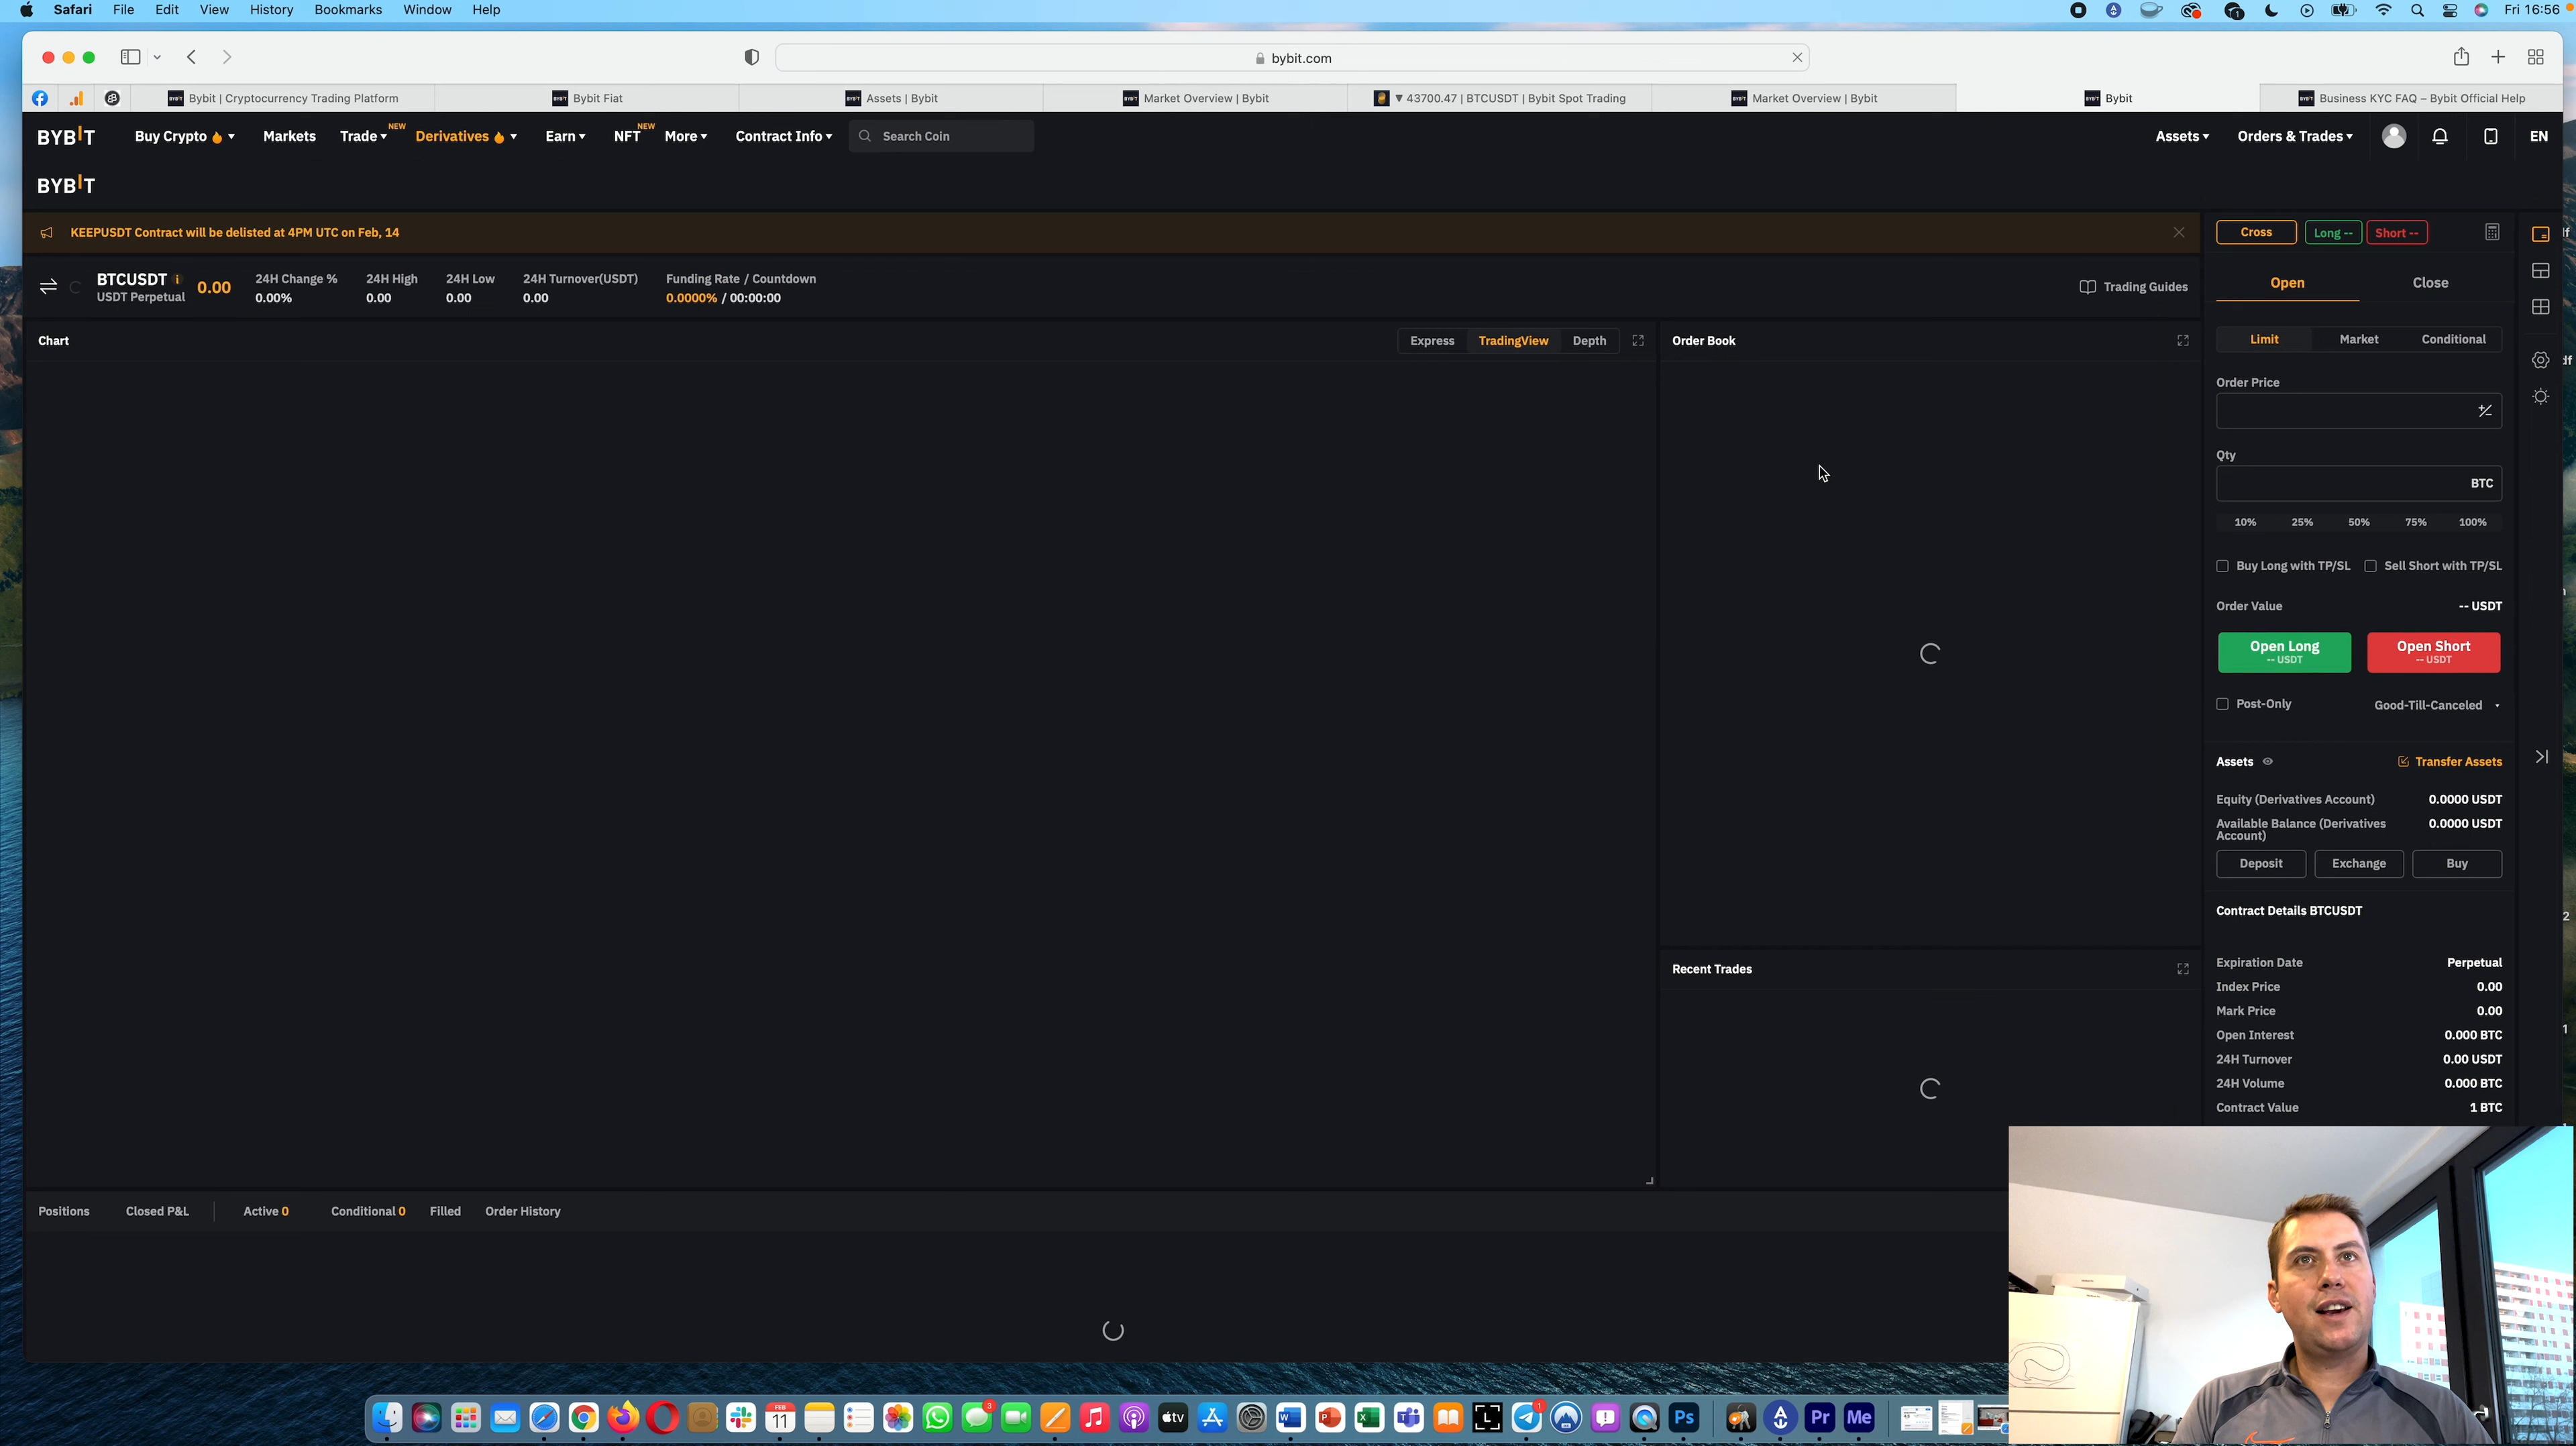 Safari File Edit View History Bookmarks Window Help 1 Fri 16:56
bybit.com
Bybit | Cryptocurrency Trading Platform Bybit Fiat Assets | Bybit Market Overview | Bybit ▼ 43700.47 | BTCUSDT | Bybit Spot Trading Market Overview | Bybit Bybit Business KYC FAQ – Bybit Official Help
BYBIT Buy Crypto Markets Trade NEW Derivatives Earn NFT NEW More Contract Info Search Coin Assets Orders & Trades EN
BYBIT
KEEPUSDT Contract will be delisted at 4PM UTC on Feb, 14
BTCUSDT 0.00 24H Change % 24H High 24H Low 24H Turnover(USDT) Funding Rate / Countdown
USDT Perpetual 0.00% 0.00 0.00 0.00 0.0000% / 00:00:00
Trading Guides
Chart Express TradingView Depth
Order Book
Recent Trades
Cross Long -- Short --
Open Close
Limit Market Conditional
Order Price
Qty
BTC
10% 25% 50% 75% 100%
Buy Long with TP/SL Sell Short with TP/SL
Order Value -- USDT
Open Long Open Short
-- USDT -- USDT
Post-Only Good-Till-Canceled
Assets Transfer Assets
Equity (Derivatives Account) 0.0000 USDT
Available Balance (Derivatives 0.0000 USDT
Account)
Deposit Exchange Buy
Contract Details BTCUSDT
Expiration Date Perpetual
Index Price 0.00
Mark Price 0.00
Open Interest 0.000 BTC
24H Turnover 0.00 USDT
24H Volume 0.000 BTC
Contract Value 1 BTC
Positions Closed P&L Active 0 Conditional 0 Filled Order History
FEB
11 3 tv W P X L 1 Ps Pr Me